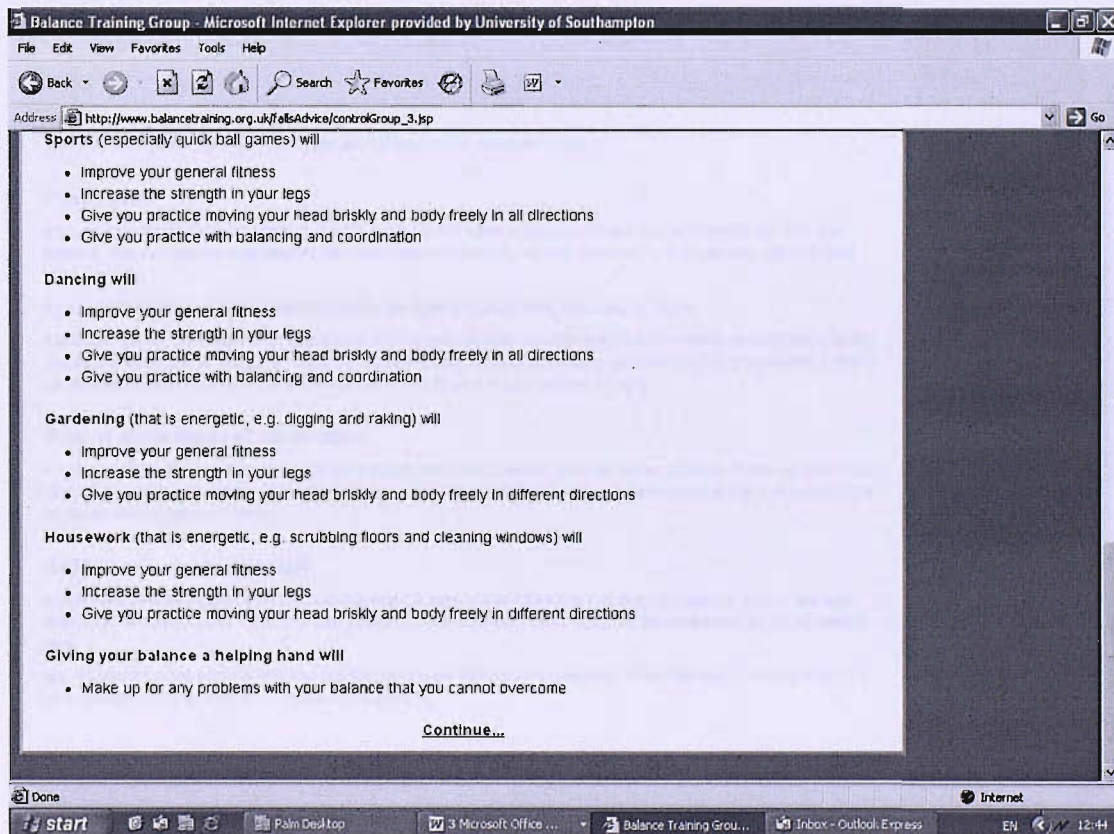 Balance Training Group - Microsoft Internet Explorer provided by University of Southampton
File Edit View Favorites Tools Help
Back Search Favorites
Address http://www.balancetraining.org.uk/fallsAdvice/controlGroup_3.jsp Go
Sports (especially quick ball games) will
• Improve your general fitness
• Increase the strength in your legs
• Give you practice moving your head briskly and body freely in all directions
• Give you practice with balancing and coordination
Dancing will
• Improve your general fitness
• Increase the strength in your legs
• Give you practice moving your head briskly and body freely in all directions
• Give you practice with balancing and coordination
Gardening (that is energetic, e.g. digging and raking) will
• Improve your general fitness
• Increase the strength in your legs
• Give you practice moving your head briskly and body freely in different directions
Housework (that is energetic, e.g. scrubbing floors and cleaning windows) will
• Improve your general fitness
• Increase the strength in your legs
• Give you practice moving your head briskly and body freely in different directions
Giving your balance a helping hand will
• Make up for any problems with your balance that you cannot overcome
Continue...
Done Internet
start Palm Desktop 3 Microsoft Office ... Balance Training Grou... Inbox - Outlook Express EN 12:44